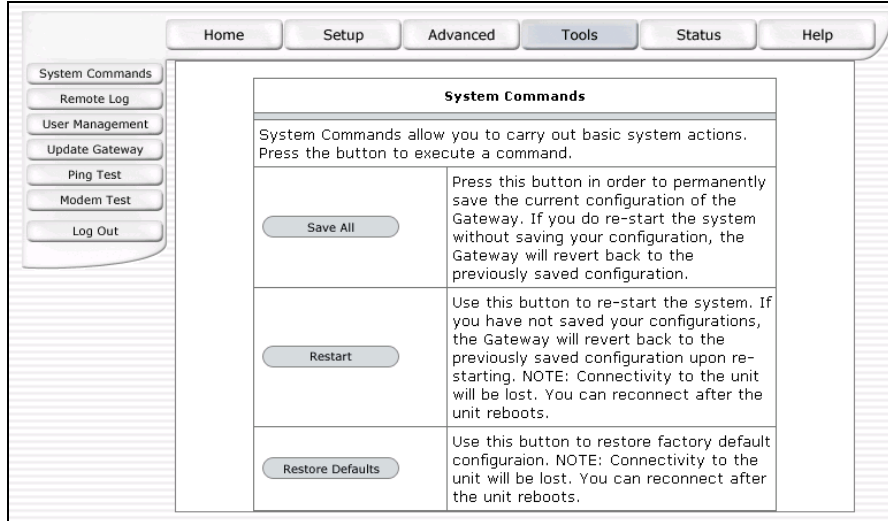 Home Setup Advanced Tools Status Help
System Commands
Remote Log
User Management
Update Gateway
Ping Test
Modem Test
Log Out
System Commands
System Commands allow you to carry out basic system actions.
Press the button to execute a command.
Save All
Press this button in order to permanently
save the current configuration of the
Gateway. If you do re-start the system
without saving your configuration, the
Gateway will revert back to the
previously saved configuration.
Restart
Use this button to re-start the system. If
you have not saved your configurations,
the Gateway will revert back to the
previously saved configuration upon re-
starting. NOTE: Connectivity to the unit
will be lost. You can reconnect after the
unit reboots.
Restore Defaults
Use this button to restore factory default
configuraion. NOTE: Connectivity to the
unit will be lost. You can reconnect after
the unit reboots.